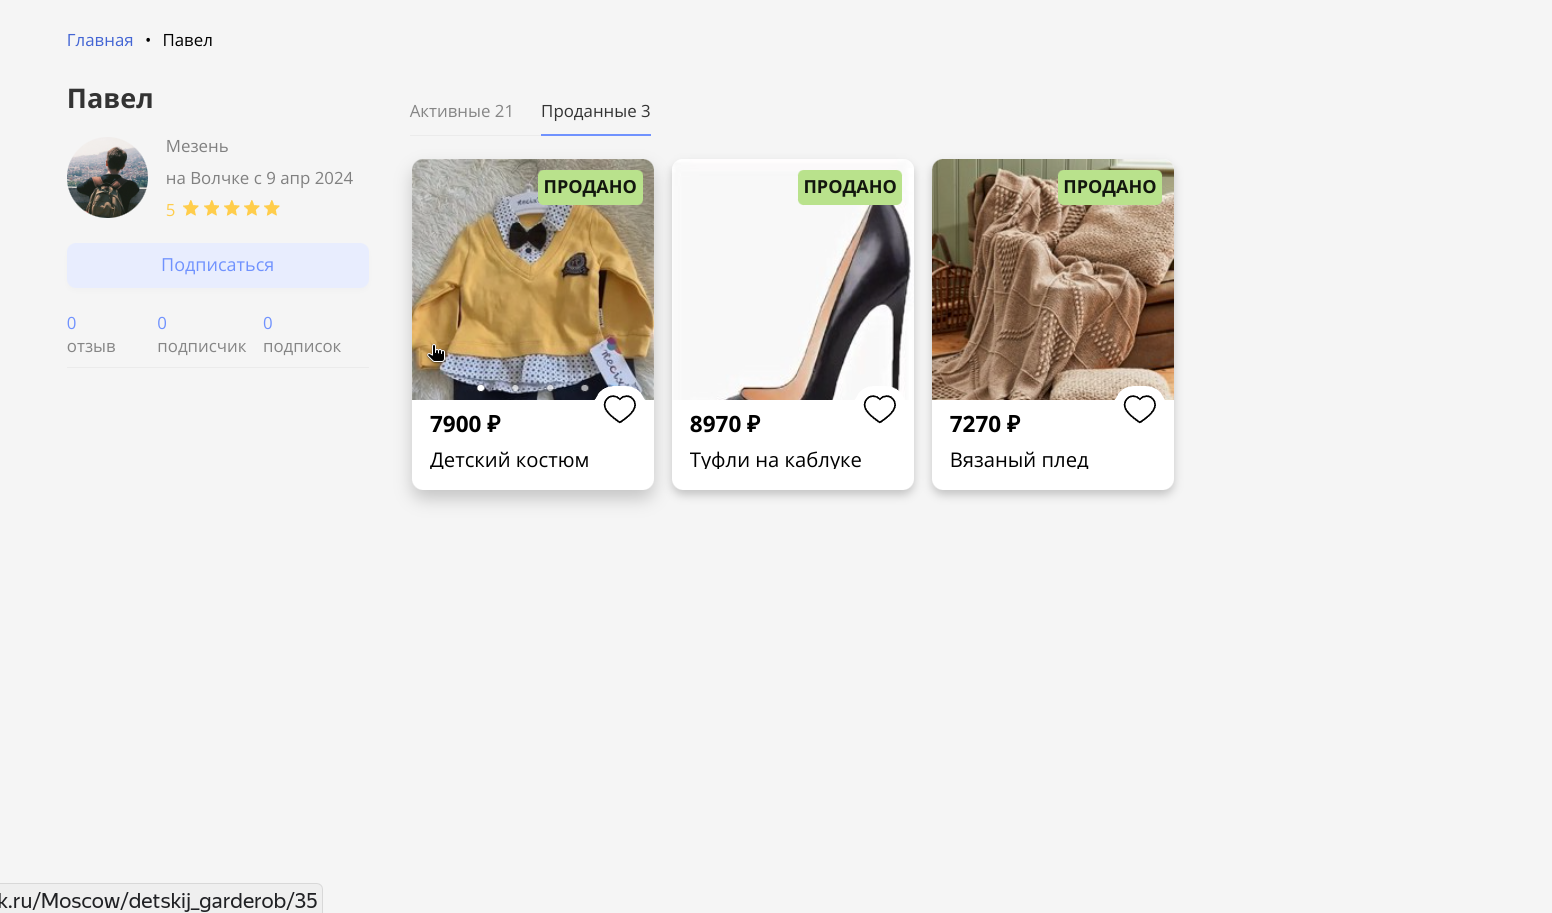 Главная • Павел
Павел
Мезень
на Волчке с 9 апр 2024
5
Подписаться
0 отзыв
0 подписчик
0 подписок
Активные 21
Проданные 3
ПРОДАНО
7900 ₽
Детский костюм
ПРОДАНО
8970 ₽
Туфли на каблуке
ПРОДАНО
7270 ₽
Вязаный плед
k.ru/Moscow/detskij_garderob/35